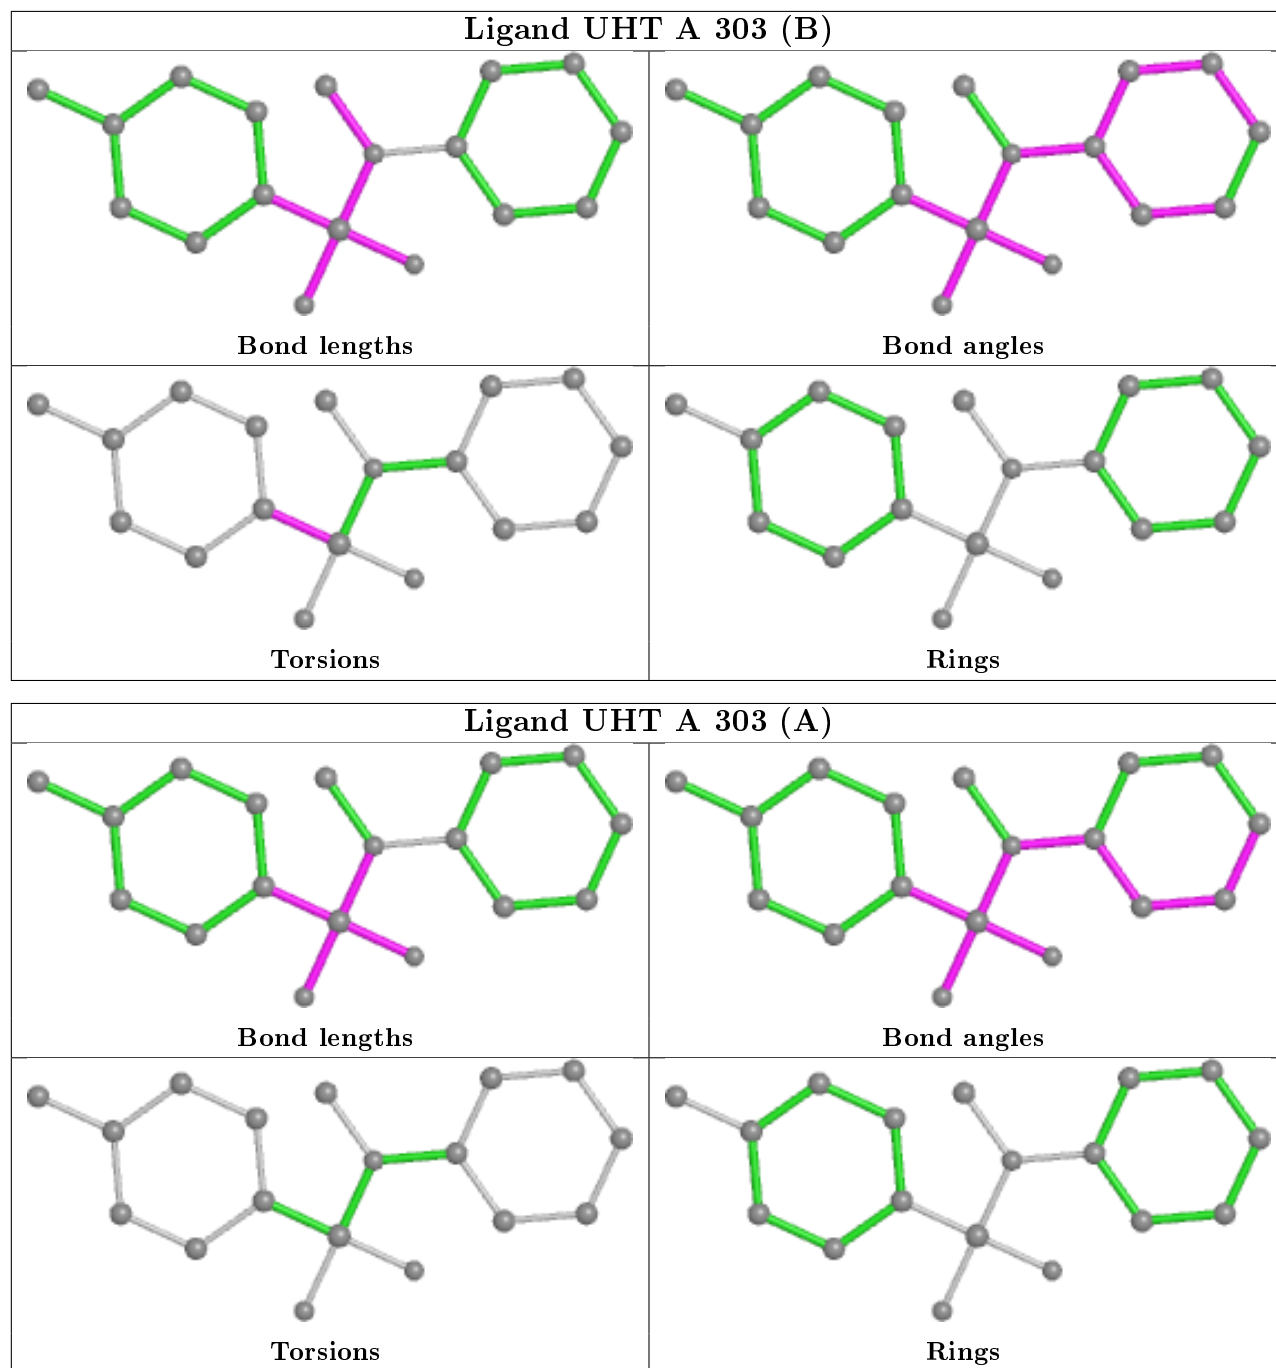 Ligand UHT A 303 (B)
Bond lengths
Bond angles
Torsions
Rings
Ligand UHT A 303 (A)
Bond lengths
Bond angles
Torsions
Rings